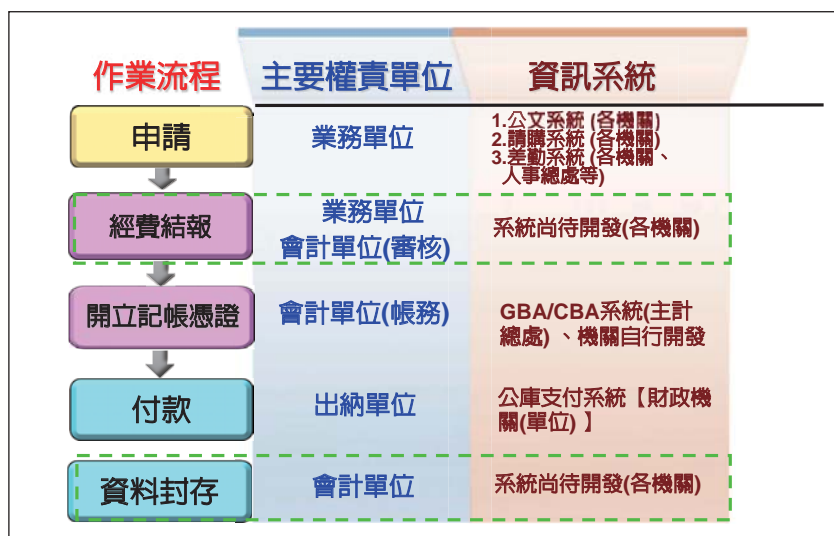 作業流程 主要權責單位 資訊系統
申請
業務單位
1.公文系統 (各機關)
2.請購系統 (各機關)
3.差勤系統 (各機關、
人事總處等)
經費結報
業務單位
會計單位(審核)
系統尚待開發(各機關)
開立記帳憑證
會計單位(帳務)
GBA/CBA系統(主計
總處) 、機關自行開發
付款
出納單位
公庫支付系統【財政機
關(單位) 】
資料封存
會計單位
系統尚待開發(各機關)